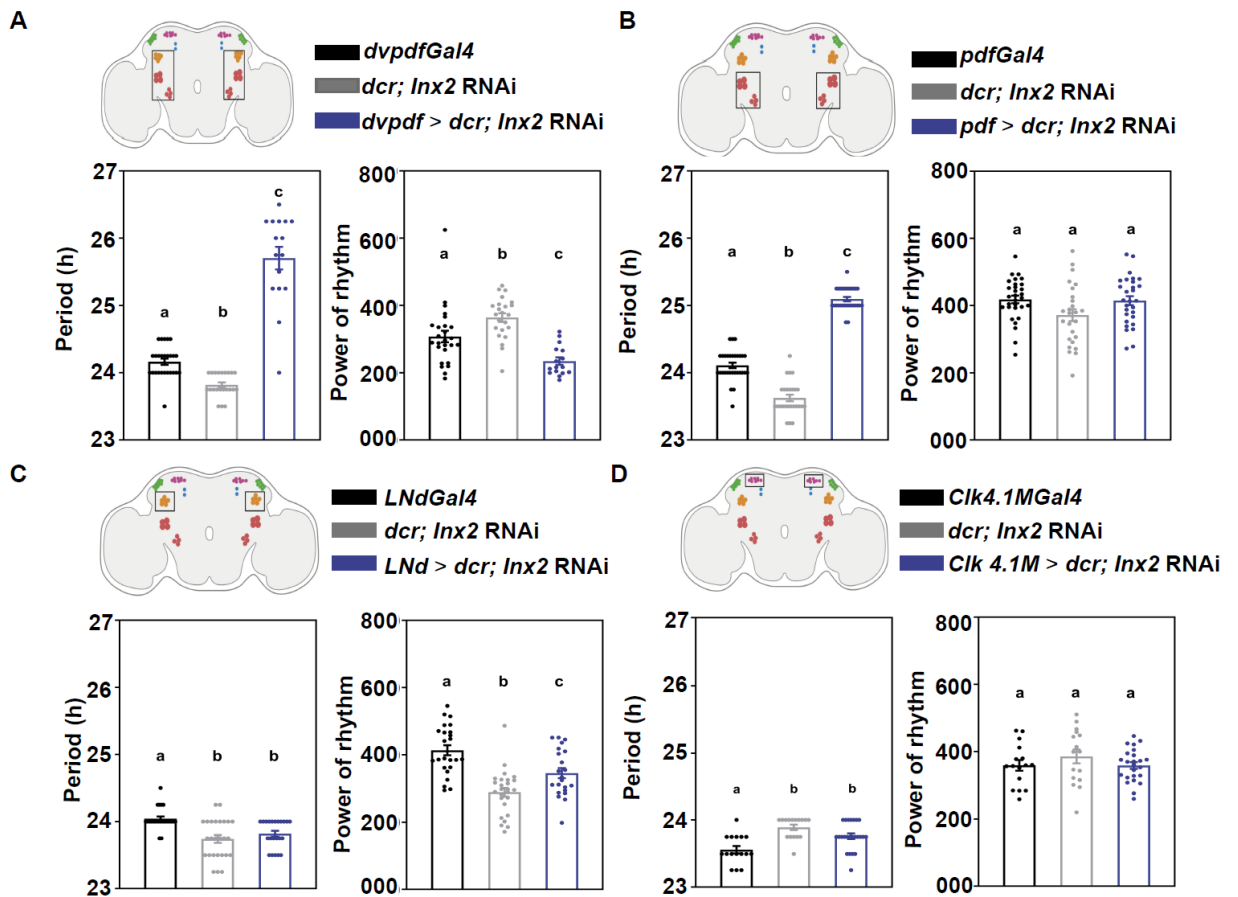 A
dvpdfGal4
dcr; Inx2 RNAi
dvpdf > dcr; Inx2 RNAi
Period (h)
27
26
25
24
23
a
b
c
Power of rhythm
800
600
400
200
000
a
b
c
B
pdfGal4
dcr; Inx2 RNAi
pdf > dcr; Inx2 RNAi
Period (h)
27
26
25
24
23
a
b
c
Power of rhythm
800
600
400
200
000
a
a
a
C
LNdGal4
dcr; Inx2 RNAi
LNd > dcr; Inx2 RNAi
Period (h)
27
26
25
24
23
a
b
b
Power of rhythm
800
600
400
200
000
a
b
c
D
Clk4.1MGal4
dcr; Inx2 RNAi
Clk 4.1M > dcr; Inx2 RNAi
Period (h)
27
26
25
24
23
a
b
b
Power of rhythm
800
600
400
200
000
a
a
a